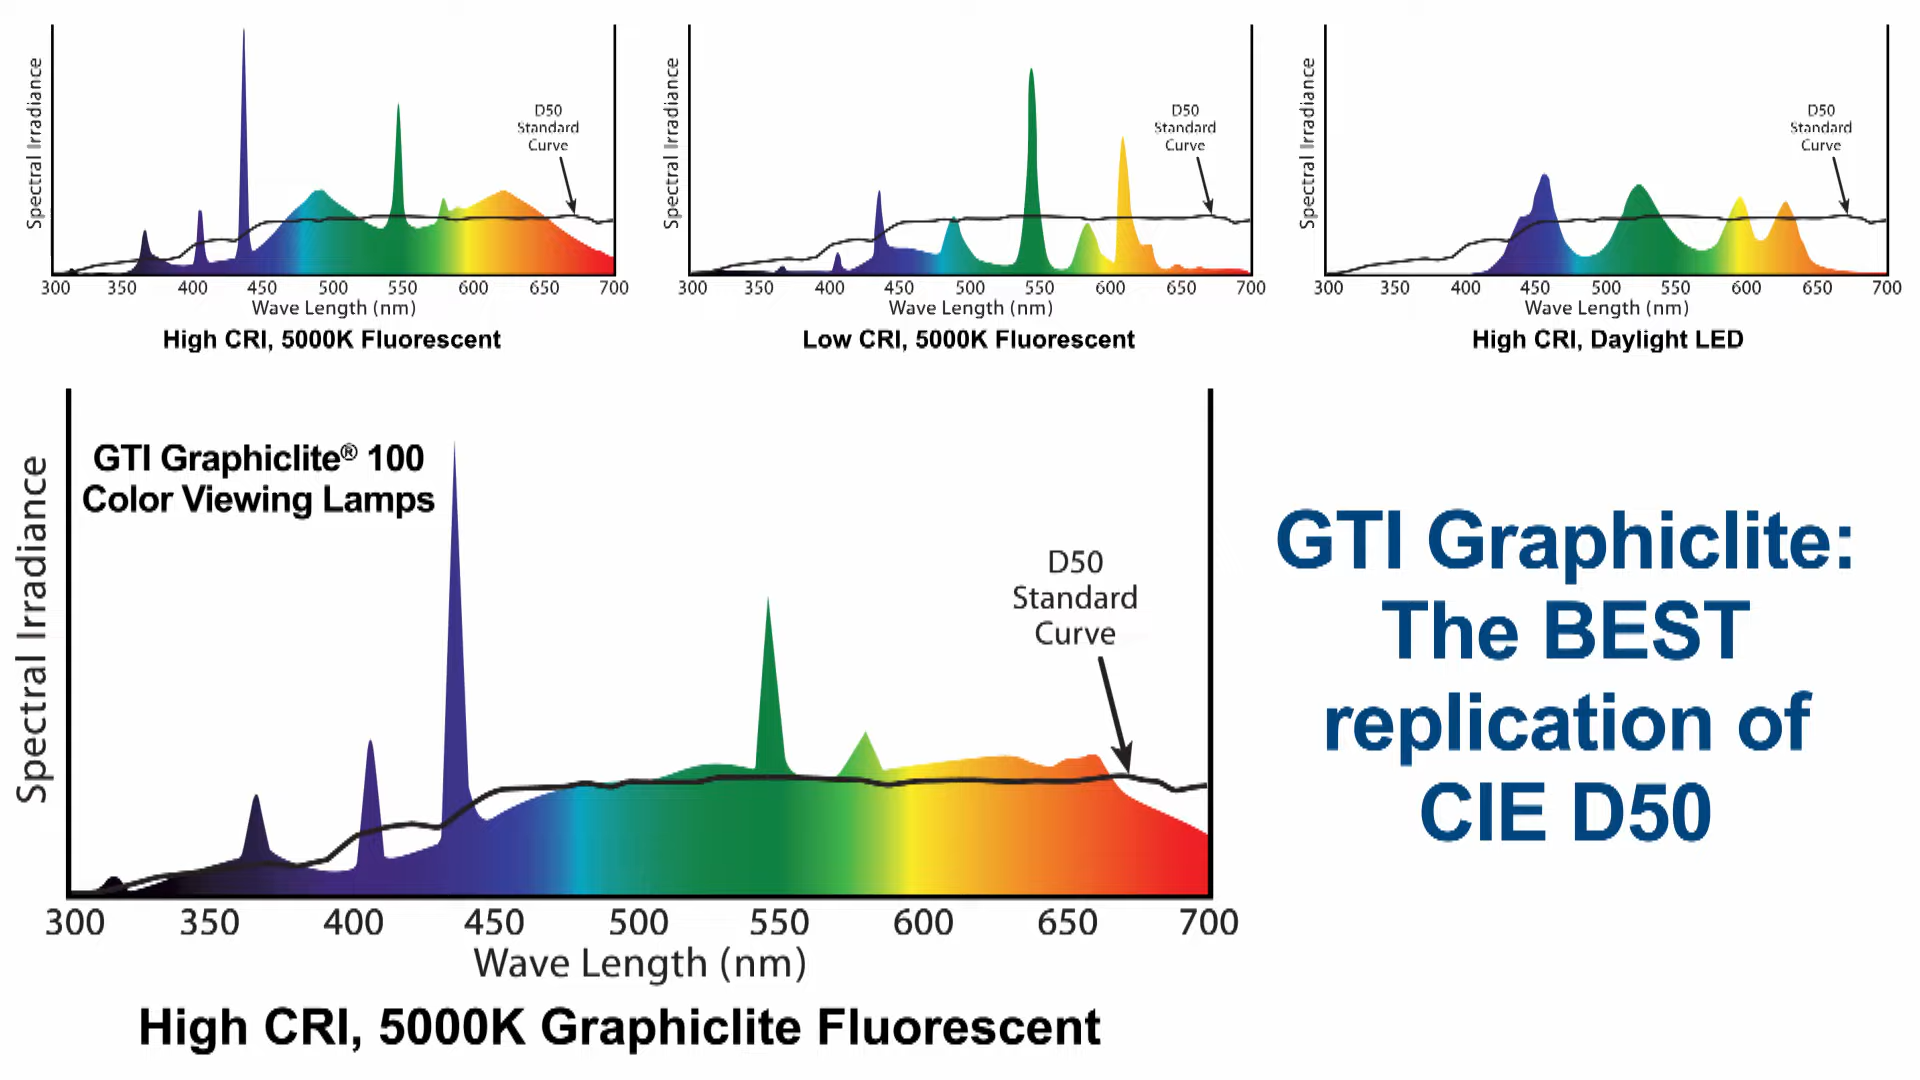 Spectral Irradiance
D50
Standard
Curve
300 350 400 450 500 550 600 650 700
Wave Length (nm)
High CRI, 5000K Fluorescent
Spectral Irradiance
D50
Standard
Curve
300 350 400 450 500 550 600 650 700
Wave Length (nm)
Low CRI, 5000K Fluorescent
Spectral Irradiance
D50
Standard
Curve
300 350 400 450 500 550 600 650 700
Wave Length (nm)
High CRI, Daylight LED
Spectral Irradiance
GTI Graphiclite® 100
Color Viewing Lamps
D50
Standard
Curve
300 350 400 450 500 550 600 650 700
Wave Length (nm)
High CRI, 5000K Graphiclite Fluorescent
GTI Graphiclite:
The BEST
replication of
CIE D50